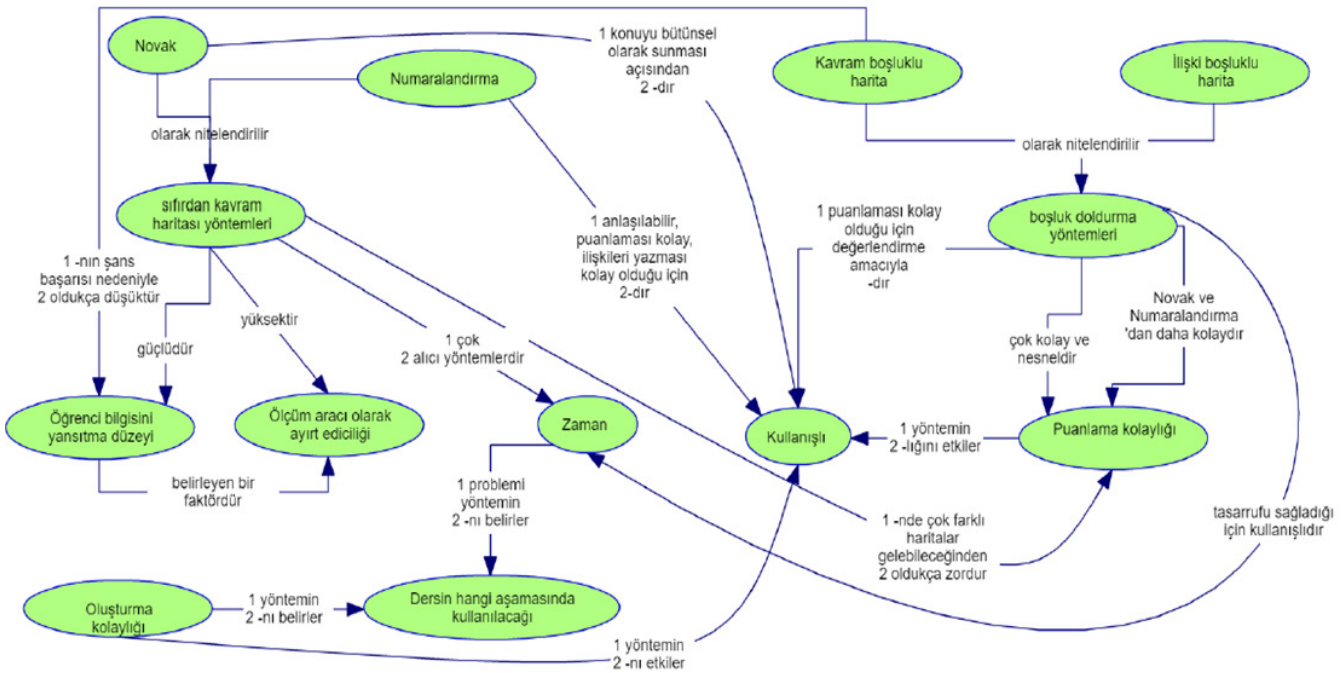 Novak
Numaralandırma
1 konuyu bütünsel
olarak sunması
açısından
2 -dır
Kavram boşluklu
harita
İlişki boşluklu
harita
olarak nitelendirilir
olarak nitelendirilir
sıfırdan kavram
haritası yöntemleri
boşluk doldurma
yöntemleri
1 anlaşılabilir,
puanlaması kolay,
ilişkileri yazması
kolay olduğu için
2-dır
1 puanlaması kolay
olduğu için
değerlendirme
amacıyla
-dır
1 -nın şans
başarısı nedeniyle
2 oldukça düşüktür
güçlüdür
yüksektir
1 çok
2 alıcı yöntemlerdir
çok kolay ve
nesneldir
Novak ve
Numaralandırma
'dan daha kolaydır
Öğrenci bilgisini
yansıtma düzeyi
Ölçüm aracı olarak
ayırt ediciliği
Zaman
Kullanışlı
1 yöntemin
2 -lığını etkiler
Puanlama kolaylığı
belirleyen bir
faktördür
1 problemi
yöntemin
2 -nı belirler
1 -nde çok farklı
haritalar
gelebileceğinden
2 oldukça zordur
tasarrufu sağladığı
için kullanışlıdır
Oluşturma
kolaylığı
1 yöntemin
2 -nı belirler
Dersin hangi aşamasında
kullanılacağı
1 yöntemin
2 -nı etkiler